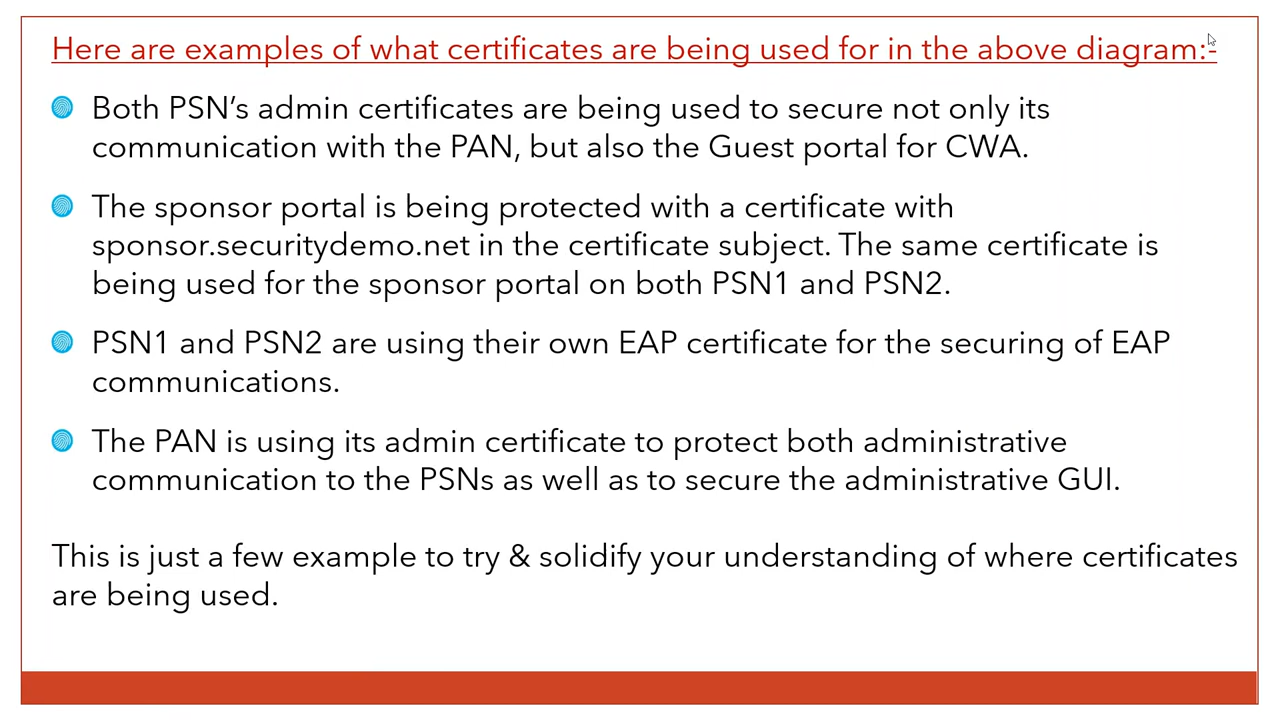 Here are examples of what certificates are being used for in the above diagram:-
Both PSN’s admin certificates are being used to secure not only its
communication with the PAN, but also the Guest portal for CWA.
The sponsor portal is being protected with a certificate with
sponsor.securitydemo.net in the certificate subject. The same certificate is
being used for the sponsor portal on both PSN1 and PSN2.
PSN1 and PSN2 are using their own EAP certificate for the securing of EAP
communications.
The PAN is using its admin certificate to protect both administrative
communication to the PSNs as well as to secure the administrative GUI.
This is just a few example to try & solidify your understanding of where certificates
are being used.